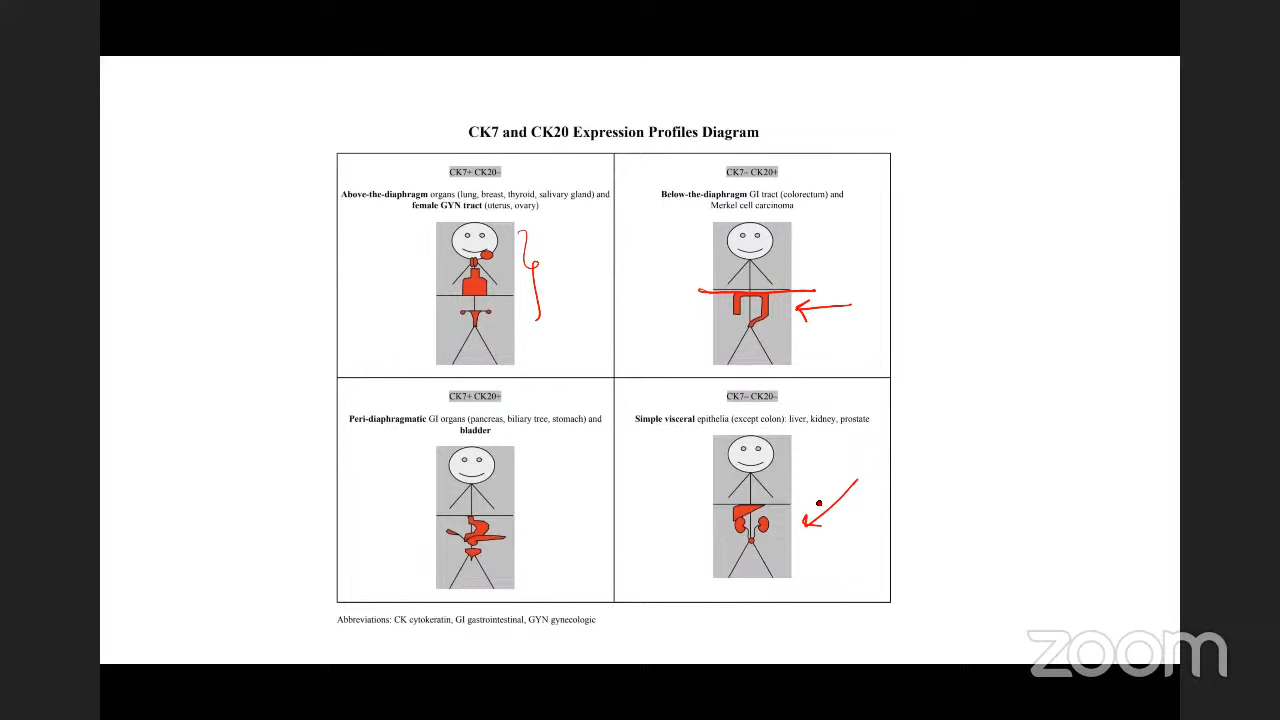 CK7 and CK20 Expression Profiles Diagram
CK7+ CK20–
Above-the-diaphragm organs (lung, breast, thyroid, salivary gland) and
female GYN tract (uterus, ovary)
CK7– CK20+
Below-the-diaphragm GI tract (colorectum) and
Merkel cell carcinoma
CK7+ CK20+
Peri-diaphragmatic GI organs (pancreas, biliary tree, stomach) and
bladder
CK7– CK20–
Simple visceral epithelia (except colon): liver, kidney, prostate
Abbreviations: CK cytokeratin, GI gastrointestinal, GYN gynecologic
zoom